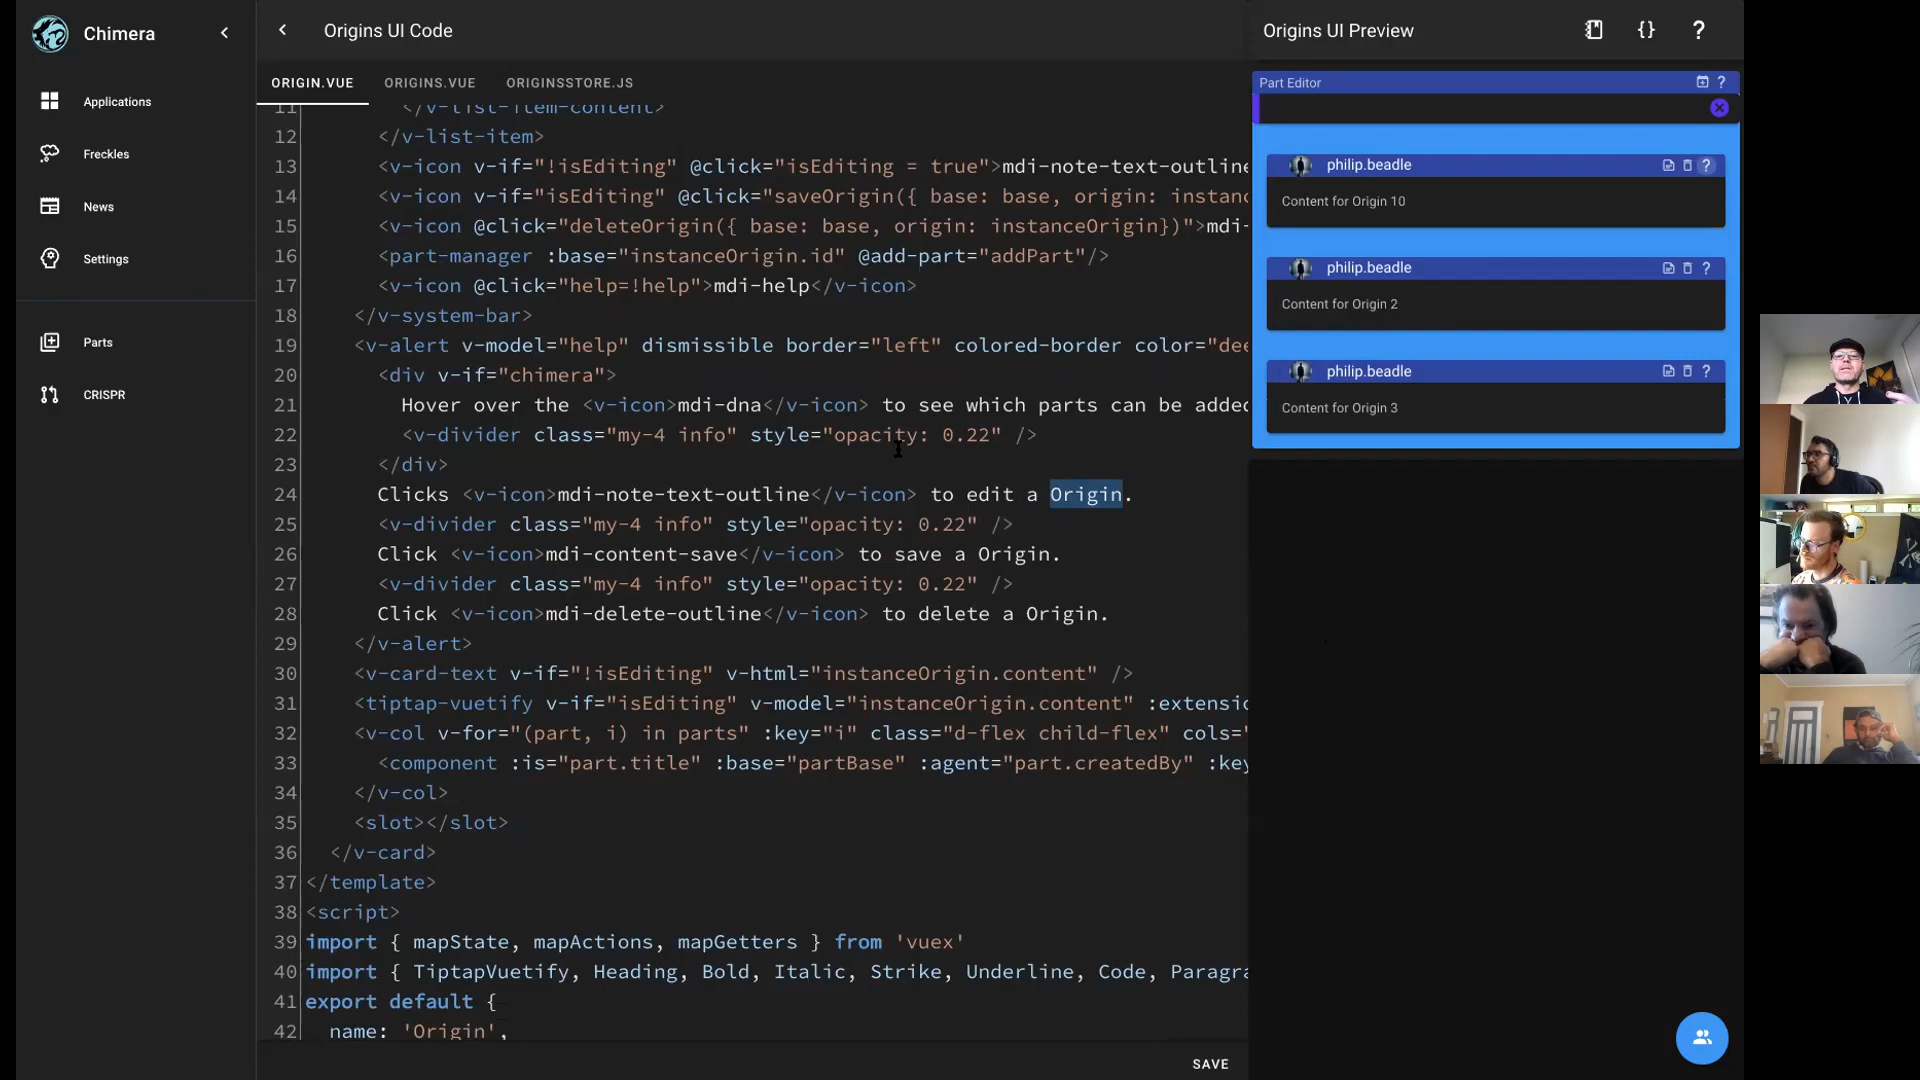 Chimera
Applications
Freckles
News
Settings
Parts
CRISPR
Origins UI Code
ORIGIN.VUE ORIGINS.VUE ORIGINSSTORE.JS
11 </v-list-item-content>
12 </v-list-item>
13 <v-icon v-if="!isEditing" @click="isEditing = true">mdi-note-text-outline
14 <v-icon v-if="isEditing" @click="saveOrigin({ base: base, origin: instanc
15 <v-icon @click="deleteOrigin({ base: base, origin: instanceOrigin})">mdi-
16 <part-manager :base="instanceOrigin.id" @add-part="addPart"/>
17 <v-icon @click="help=!help">mdi-help</v-icon>
18 </v-system-bar>
19 <v-alert v-model="help" dismissible border="left" colored-border color="dee
20 <div v-if="chimera">
21 Hover over the <v-icon>mdi-dna</v-icon> to see which parts can be added
22 <v-divider class="my-4 info" style="opacity: 0.22" />
23 </div>
24 Clicks <v-icon>mdi-note-text-outline</v-icon> to edit a Origin.
25 <v-divider class="my-4 info" style="opacity: 0.22" />
26 Click <v-icon>mdi-content-save</v-icon> to save a Origin.
27 <v-divider class="my-4 info" style="opacity: 0.22" />
28 Click <v-icon>mdi-delete-outline</v-icon> to delete a Origin.
29 </v-alert>
30 <v-card-text v-if="!isEditing" v-html="instanceOrigin.content" />
31 <tiptap-vuetify v-if="isEditing" v-model="instanceOrigin.content" :extensio
32 <v-col v-for="(part, i) in parts" :key="i" class="d-flex child-flex" cols="
33 <component :is="part.title" :base="partBase" :agent="part.createdBy" :key
34 </v-col>
35 <slot></slot>
36 </v-card>
37 </template>
38 <script>
39 import { mapState, mapActions, mapGetters } from 'vuex'
40 import { TiptapVuetify, Heading, Bold, Italic, Strike, Underline, Code, Paragra
41 export default {
42 name: 'Origin',
SAVE
Origins UI Preview {} ?
Part Editor ?
philip.beadle ?
Content for Origin 10
philip.beadle ?
Content for Origin 2
philip.beadle ?
Content for Origin 3